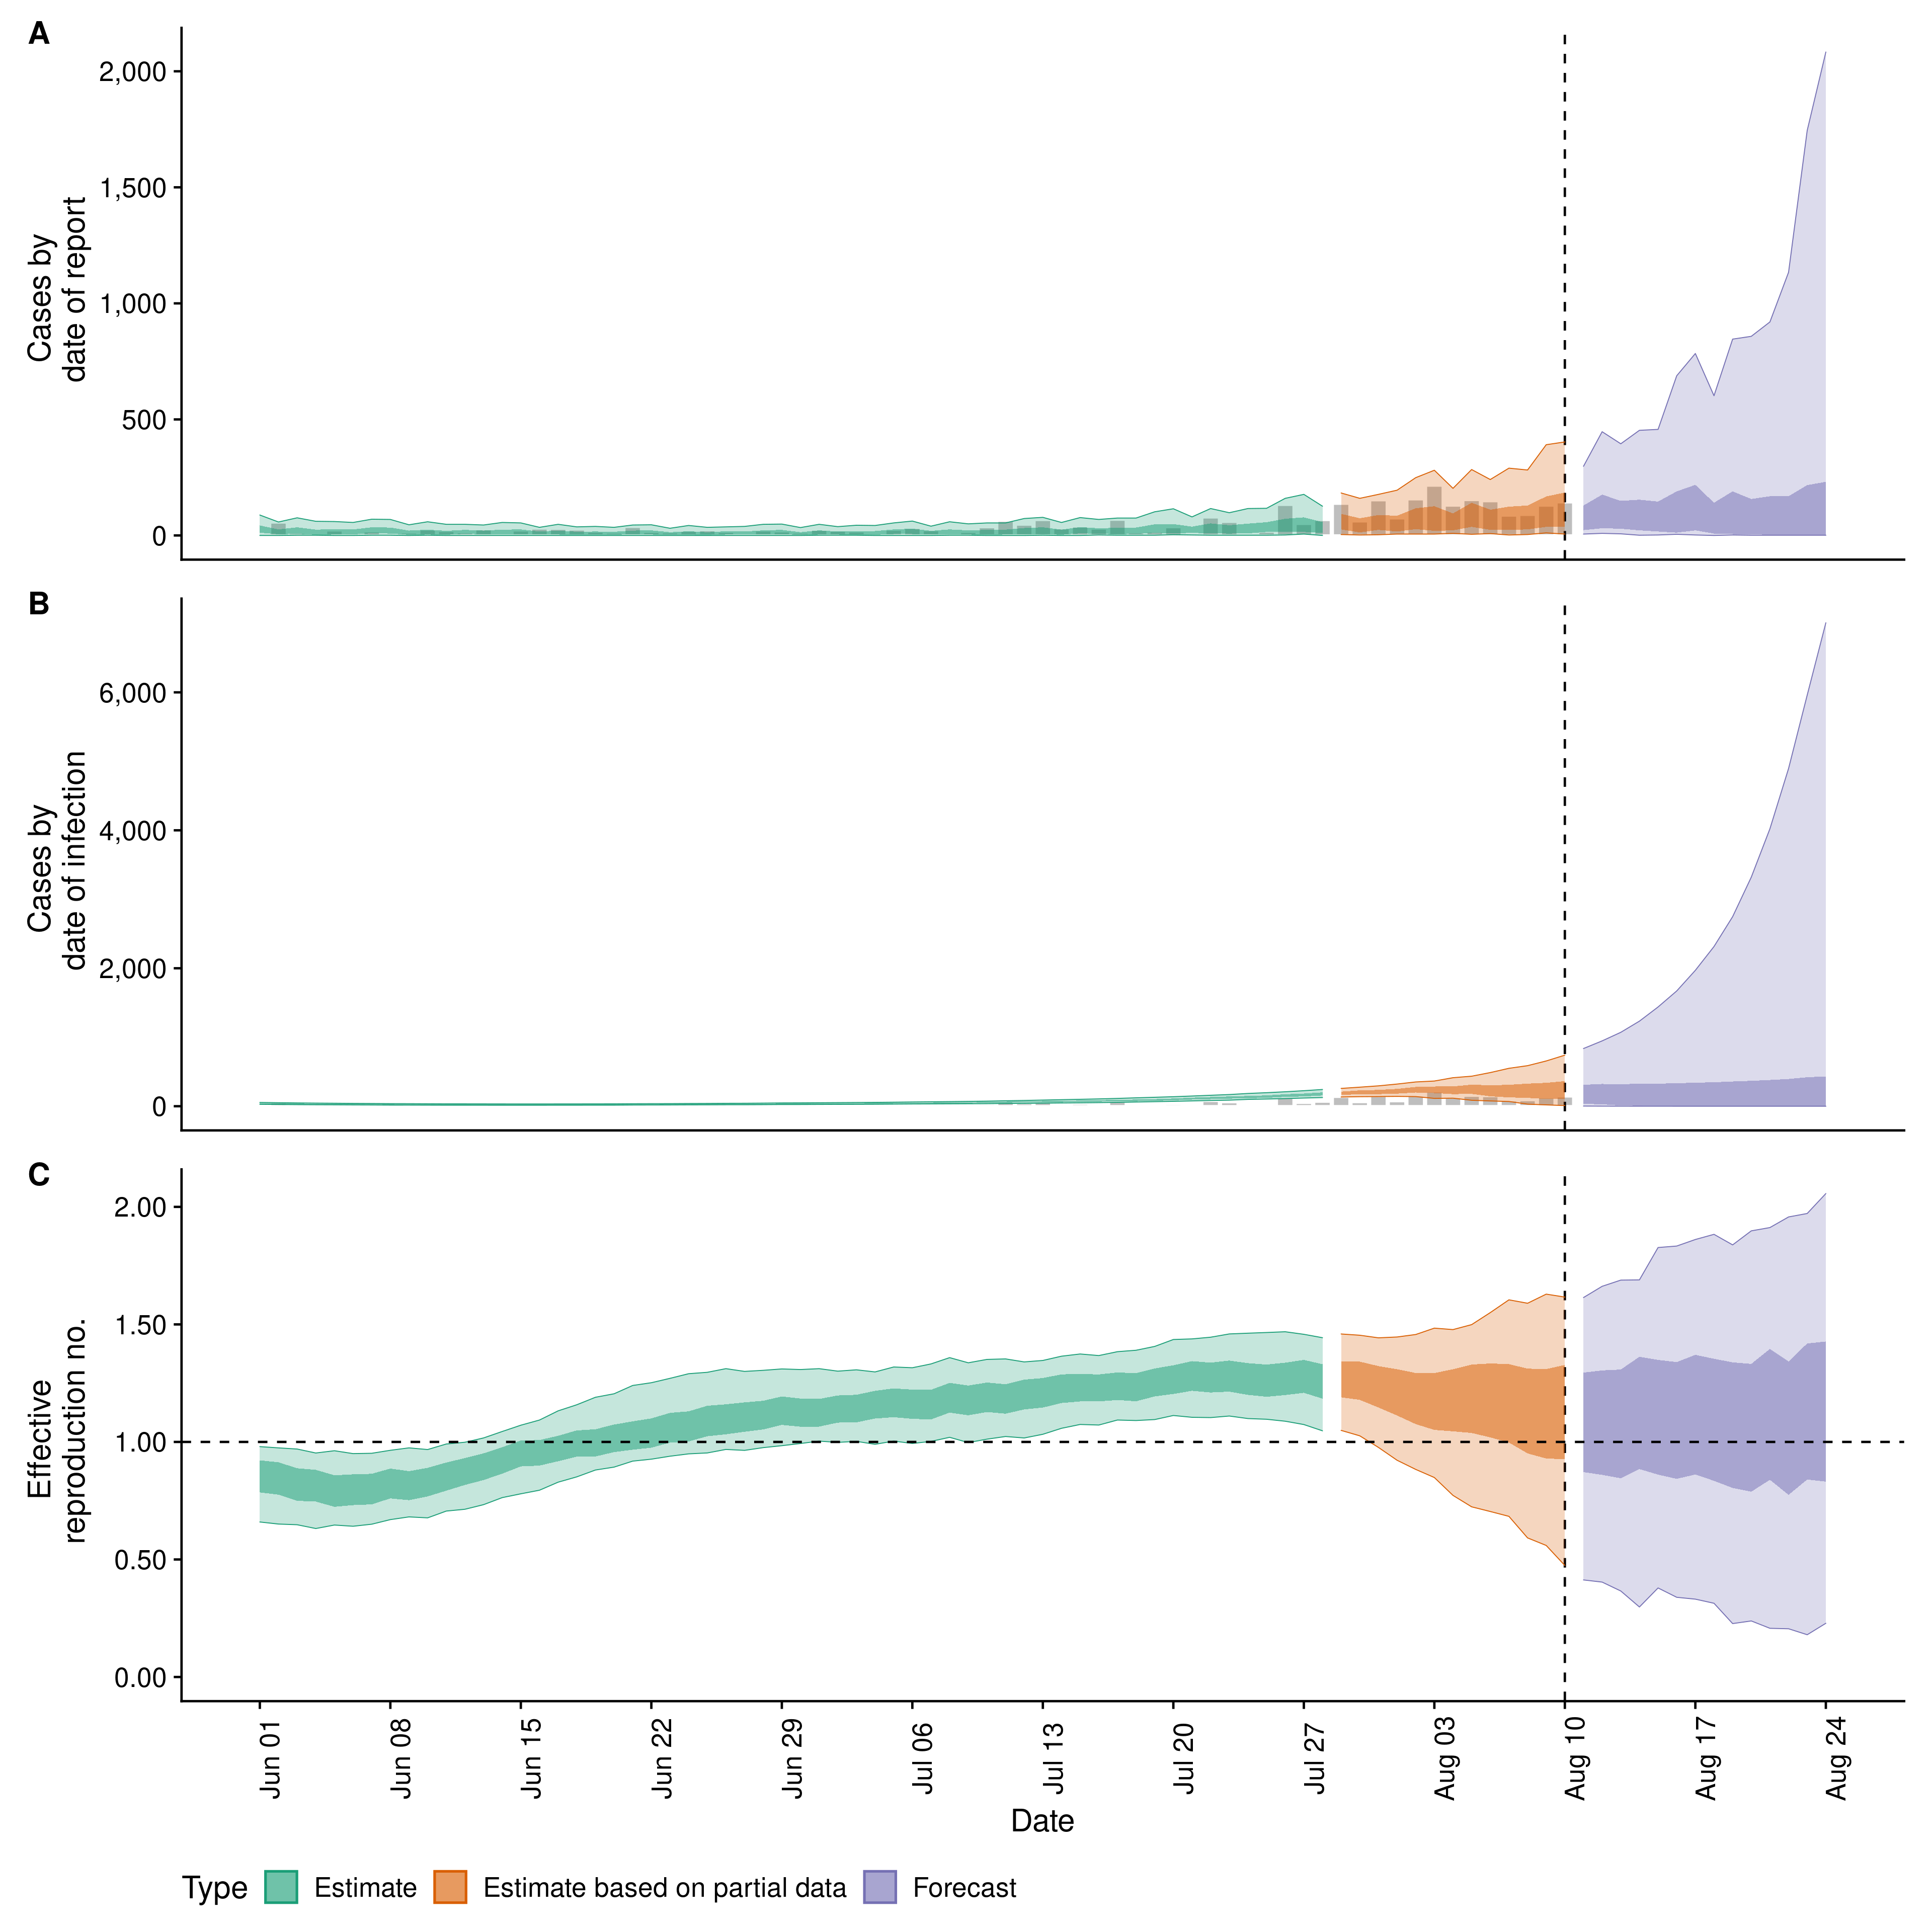 A
Cases by
date of report
2,000
1,500
1,000
500
0
B
Cases by
date of infection
6,000
4,000
2,000
0
C
Effective
reproduction no.
2.00
1.50
1.00
0.50
0.00
Jun 01
Jun 08
Jun 15
Jun 22
Jun 29
Jul 06
Jul 13
Jul 20
Jul 27
Aug 03
Aug 10
Aug 17
Aug 24
Date
Type Estimate Estimate based on partial data Forecast